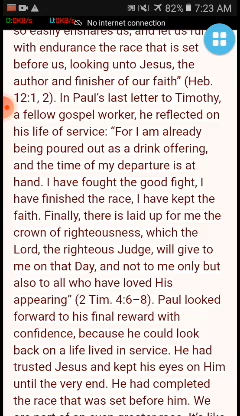 82% 7:23 AM
0:0KB/s 0:0KB/s No internet connection
so easily ensnares us, and let us run
with endurance the race that is set
before us, looking unto Jesus, the
author and finisher of our faith” (Heb.
12:1, 2). In Paul’s last letter to Timothy,
a fellow gospel worker, he reflected on
his life of service: “For I am already
being poured out as a drink offering,
and the time of my departure is at
hand. I have fought the good fight, I
have finished the race, I have kept the
faith. Finally, there is laid up for me the
crown of righteousness, which the
Lord, the righteous Judge, will give to
me on that Day, and not to me only but
also to all who have loved His
appearing” (2 Tim. 4:6–8). Paul looked
forward to his final reward with
confidence, because he could look
back on a life lived in service. He had
trusted Jesus and kept his eyes on Him
until the very end. He had completed
the race that was set before him. We
are part of an even greater race. It’s like